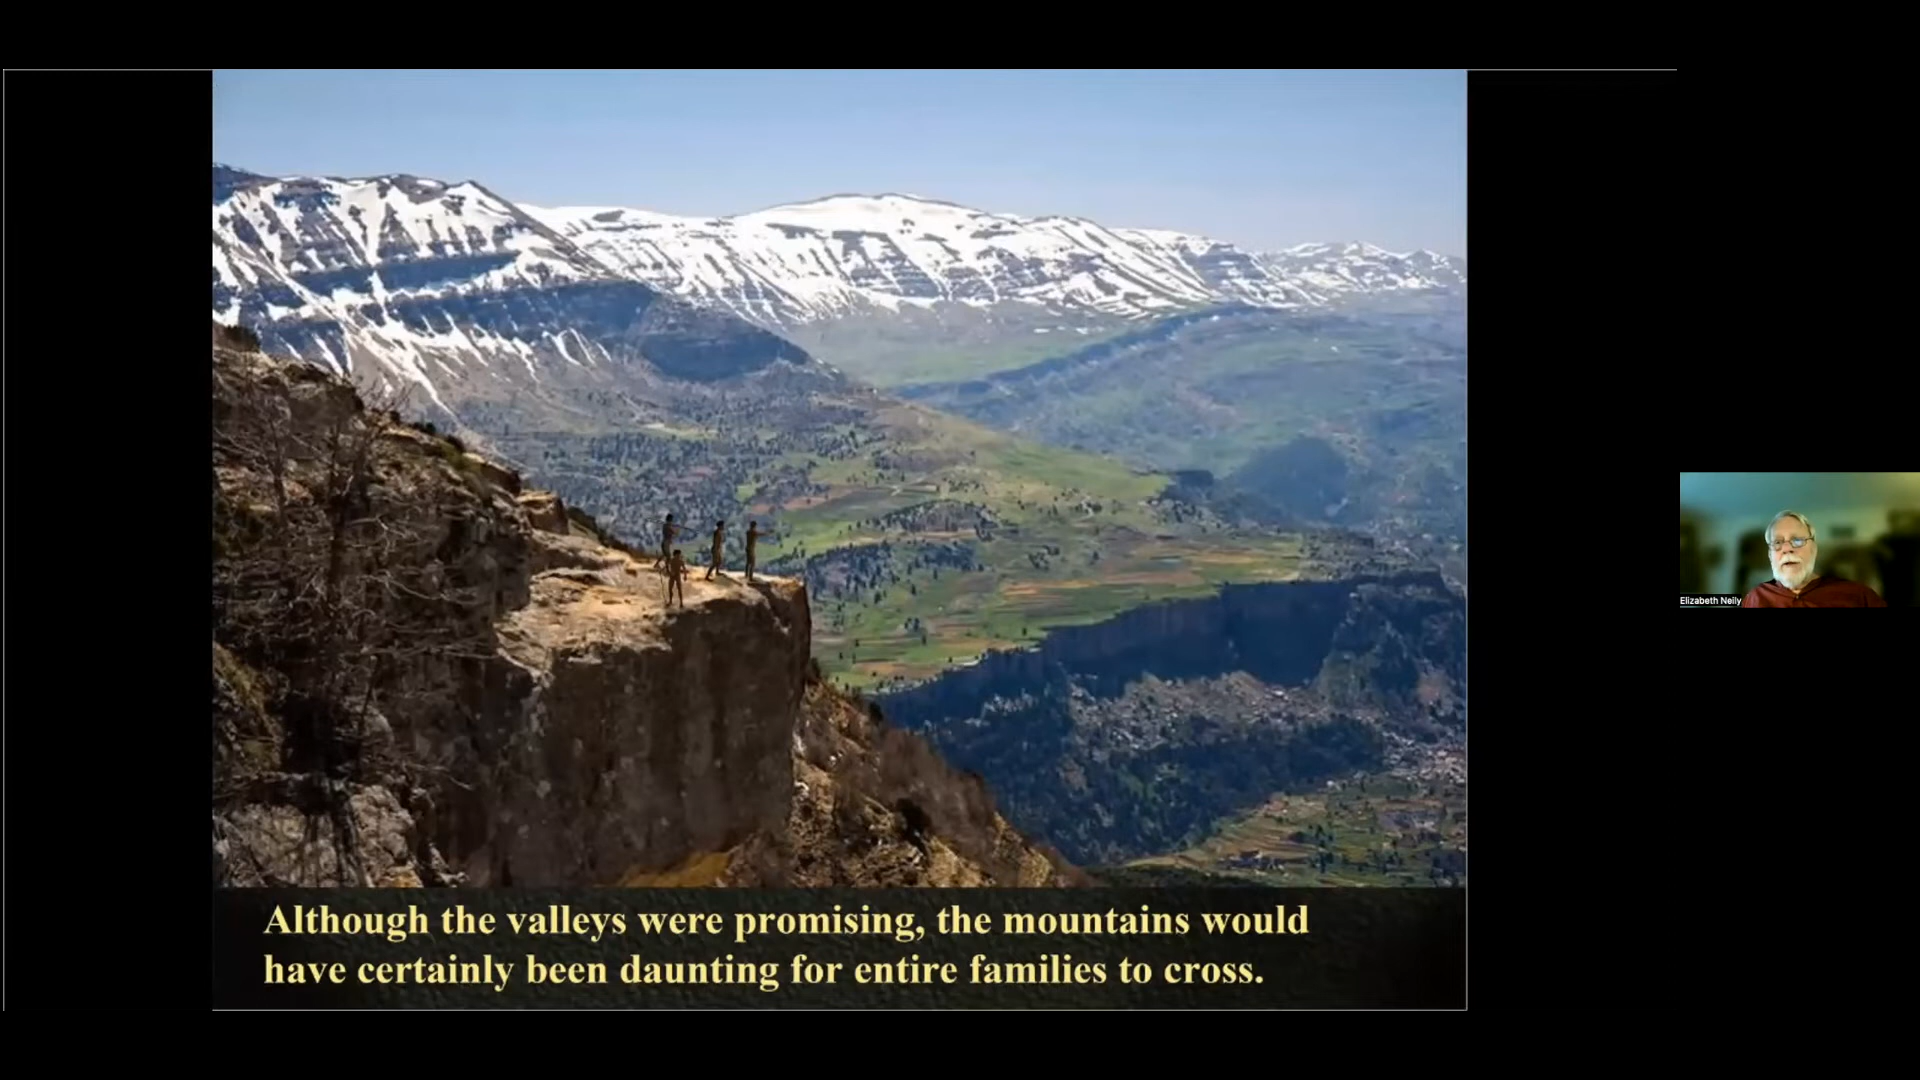 Although the valleys were promising, the mountains would
have certainly been daunting for entire families to cross.
Elizabeth Neily